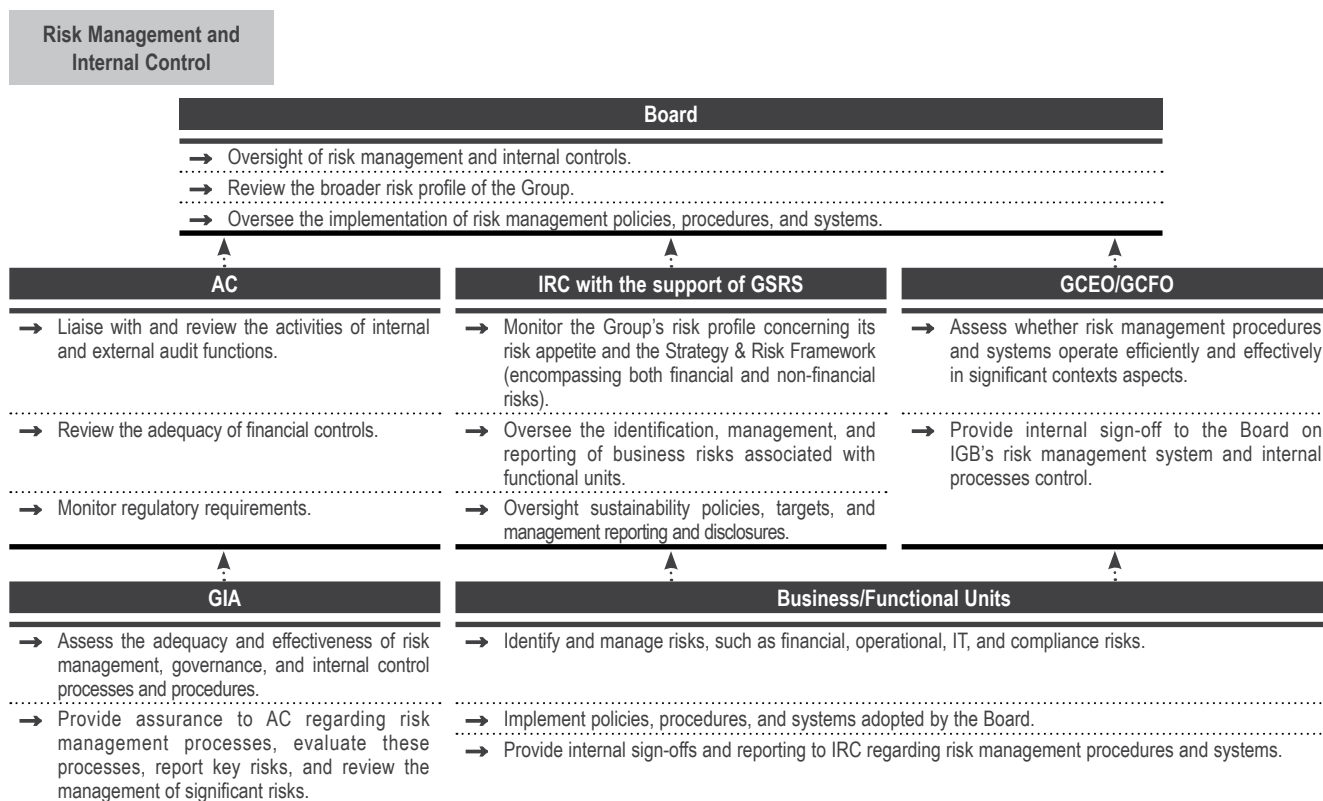 Risk Management and
Internal Control
Board
→ Oversight of risk management and internal controls.
→ Review the broader risk profile of the Group.
→ Oversee the implementation of risk management policies, procedures, and systems.
AC
→ Liaise with and review the activities of internal
and external audit functions.
→ Review the adequacy of financial controls.
→ Monitor regulatory requirements.
IRC with the support of GSRS
→ Monitor the Group's risk profile concerning its
risk appetite and the Strategy & Risk Framework
(encompassing both financial and non-financial
risks).
→ Oversee the identification, management, and
reporting of business risks associated with
functional units.
→ Oversight sustainability policies, targets, and
management reporting and disclosures.
GCEO/GCFO
→ Assess whether risk management procedures
and systems operate efficiently and effectively
in significant contexts aspects.
→ Provide internal sign-off to the Board on
IGB's risk management system and internal
processes control.
GIA
→ Assess the adequacy and effectiveness of risk
management, governance, and internal control
processes and procedures.
→ Provide assurance to AC regarding risk
management processes, evaluate these
processes, report key risks, and review the
management of significant risks.
Business/Functional Units
→ Identify and manage risks, such as financial, operational, IT, and compliance risks.
→ Implement policies, procedures, and systems adopted by the Board.
→ Provide internal sign-offs and reporting to IRC regarding risk management procedures and systems.